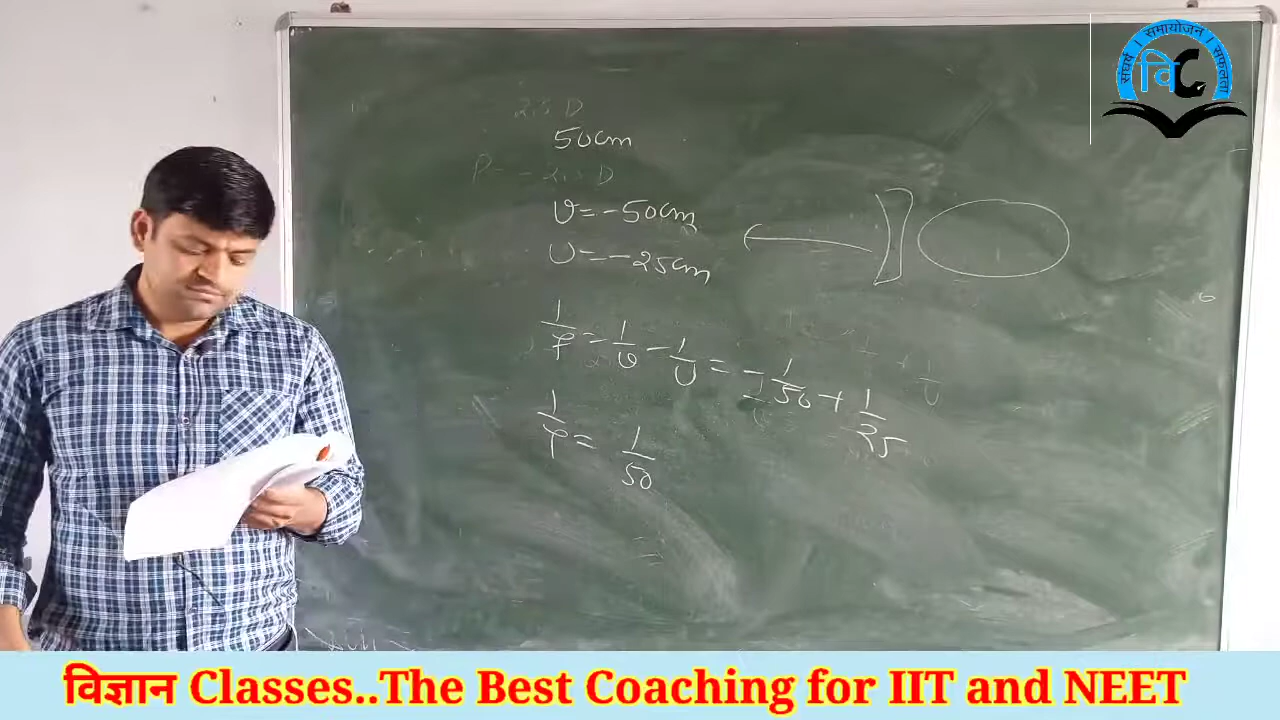 संघर्ष । समायोजन । सफलता
वि
2.5 D
50cm
P = -2.5 D
v = -50cm
u = -25cm
1/f = 1/v - 1/u = -1/50 + 1/25
1/f = 1/50
=
विज्ञान Classes..The Best Coaching for IIT and NEET